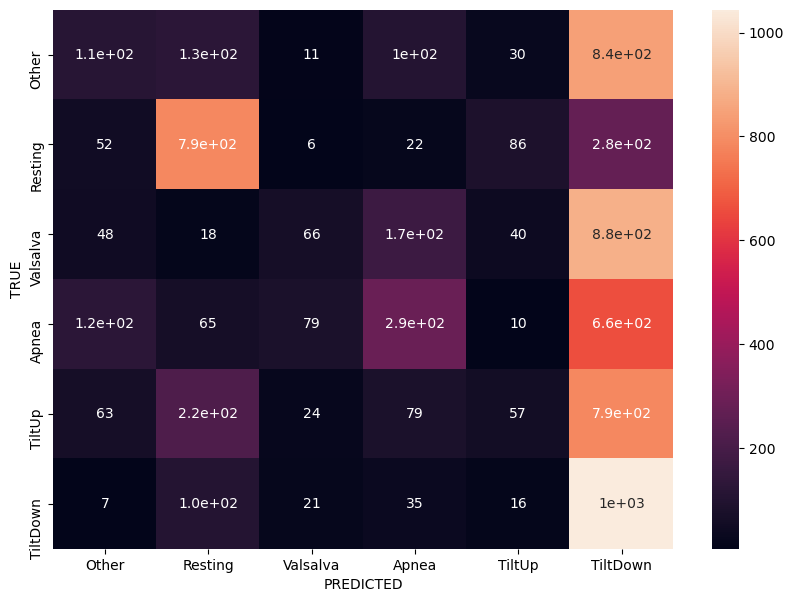 Other 1.1e+02 1.3e+02 11 1e+02 30 8.4e+02
Resting 52 7.9e+02 6 22 86 2.8e+02
Valsalva 48 18 66 1.7e+02 40 8.8e+02
Apnea 1.2e+02 65 79 2.9e+02 10 6.6e+02
TiltUp 63 2.2e+02 24 79 57 7.9e+02
TiltDown 7 1.0e+02 21 35 16 1e+03
TRUE
Other Resting Valsalva Apnea TiltUp TiltDown
PREDICTED
1000
800
600
400
200